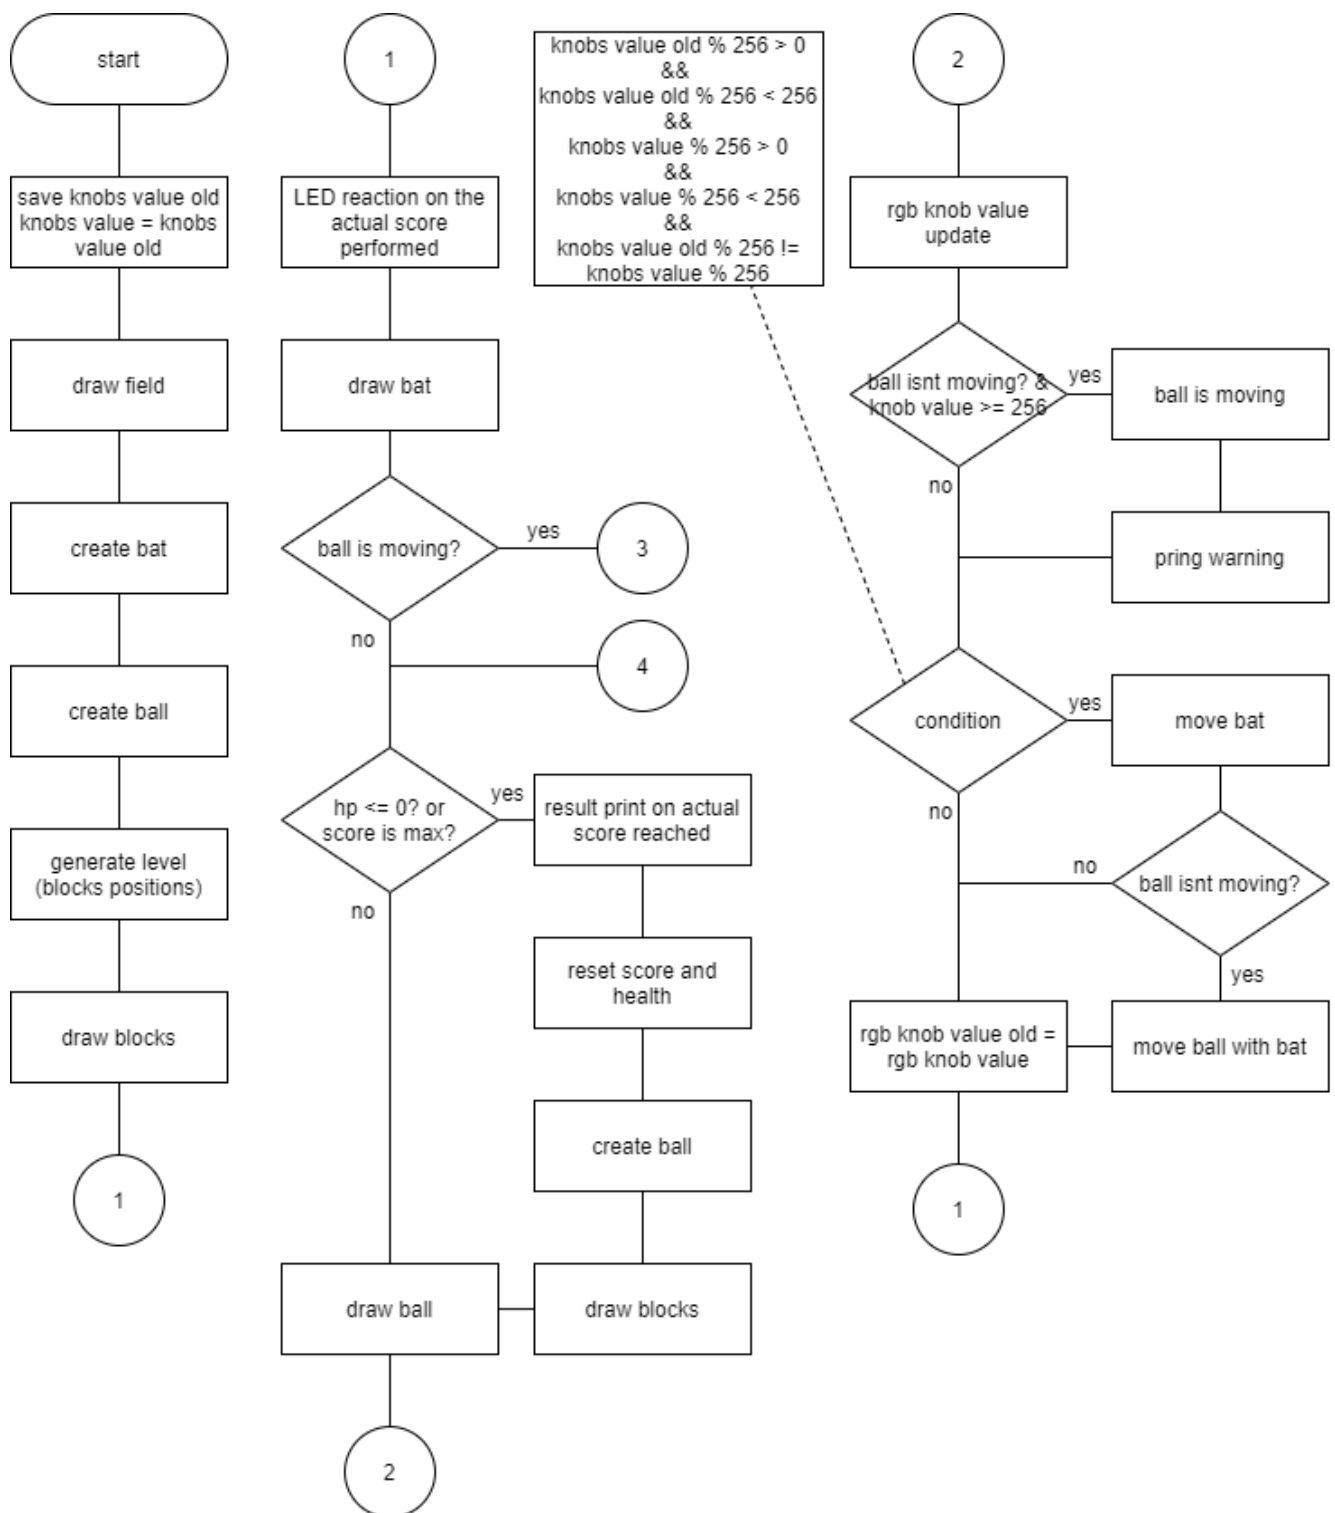 start
save knobs value old
knobs value = knobs
value old
draw field
create bat
create ball
generate level
(blocks positions)
draw blocks
1
1
LED reaction on the
actual score
performed
draw bat
ball is moving?
yes
3
no
4
hp <= 0? or
score is max?
yes
result print on actual
score reached
no
reset score and
health
create ball
draw blocks
draw ball
2
knobs value old % 256 > 0
&&
knobs value old % 256 < 256
&&
knobs value % 256 > 0
&&
knobs value % 256 < 256
&&
knobs value old % 256 !=
knobs value % 256
2
rgb knob value
update
ball isnt moving? &
knob value >= 256
yes
ball is moving
no
pring warning
condition
yes
move bat
no
no
ball isnt moving?
yes
move ball with bat
rgb knob value old =
rgb knob value
1